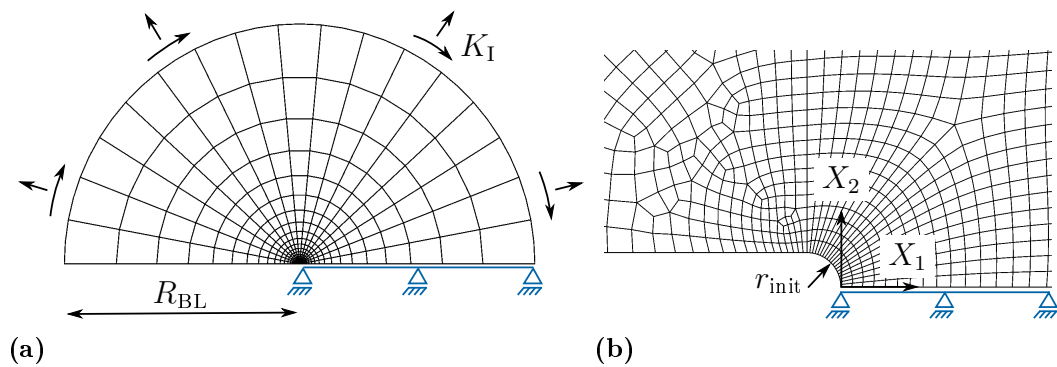 K_I
R_BL
(a)
X_2
X_1
r_init
(b)